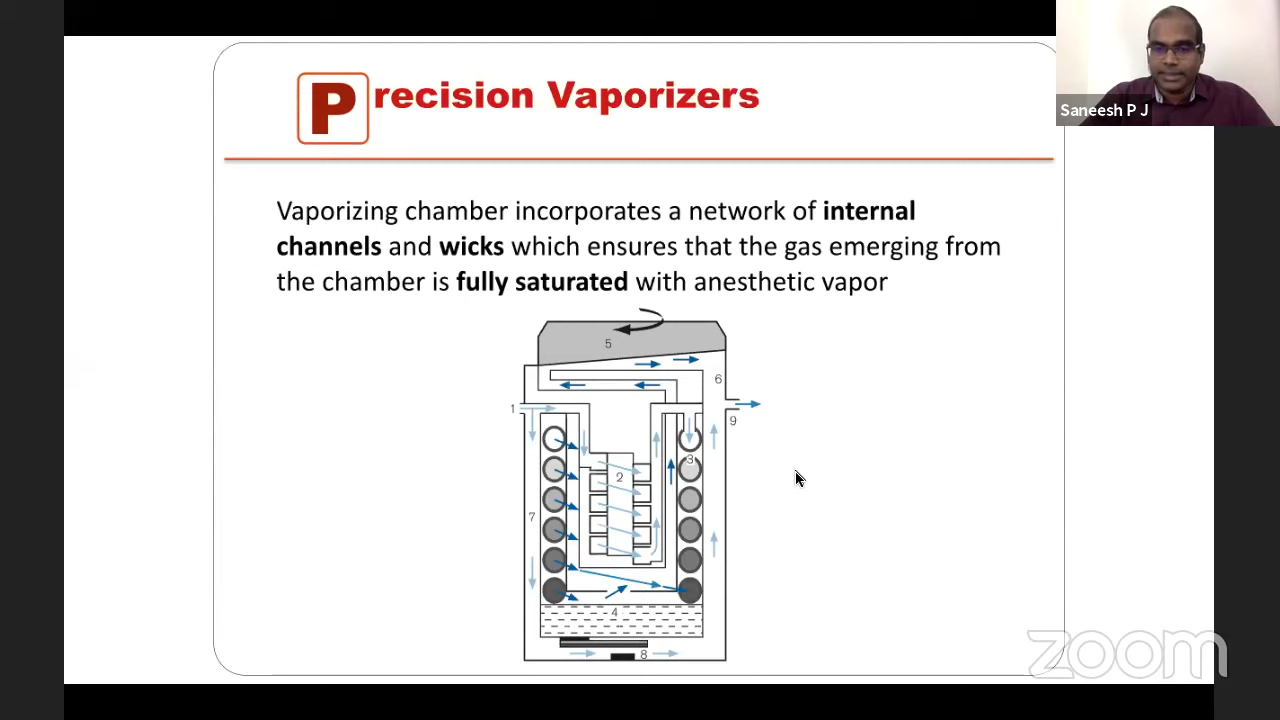 Precision Vaporizers
Saneesh P J
Vaporizing chamber incorporates a network of internal
channels and wicks which ensures that the gas emerging from
the chamber is fully saturated with anesthetic vapor
5
6
1
9
3
2
7
4
8
zoom